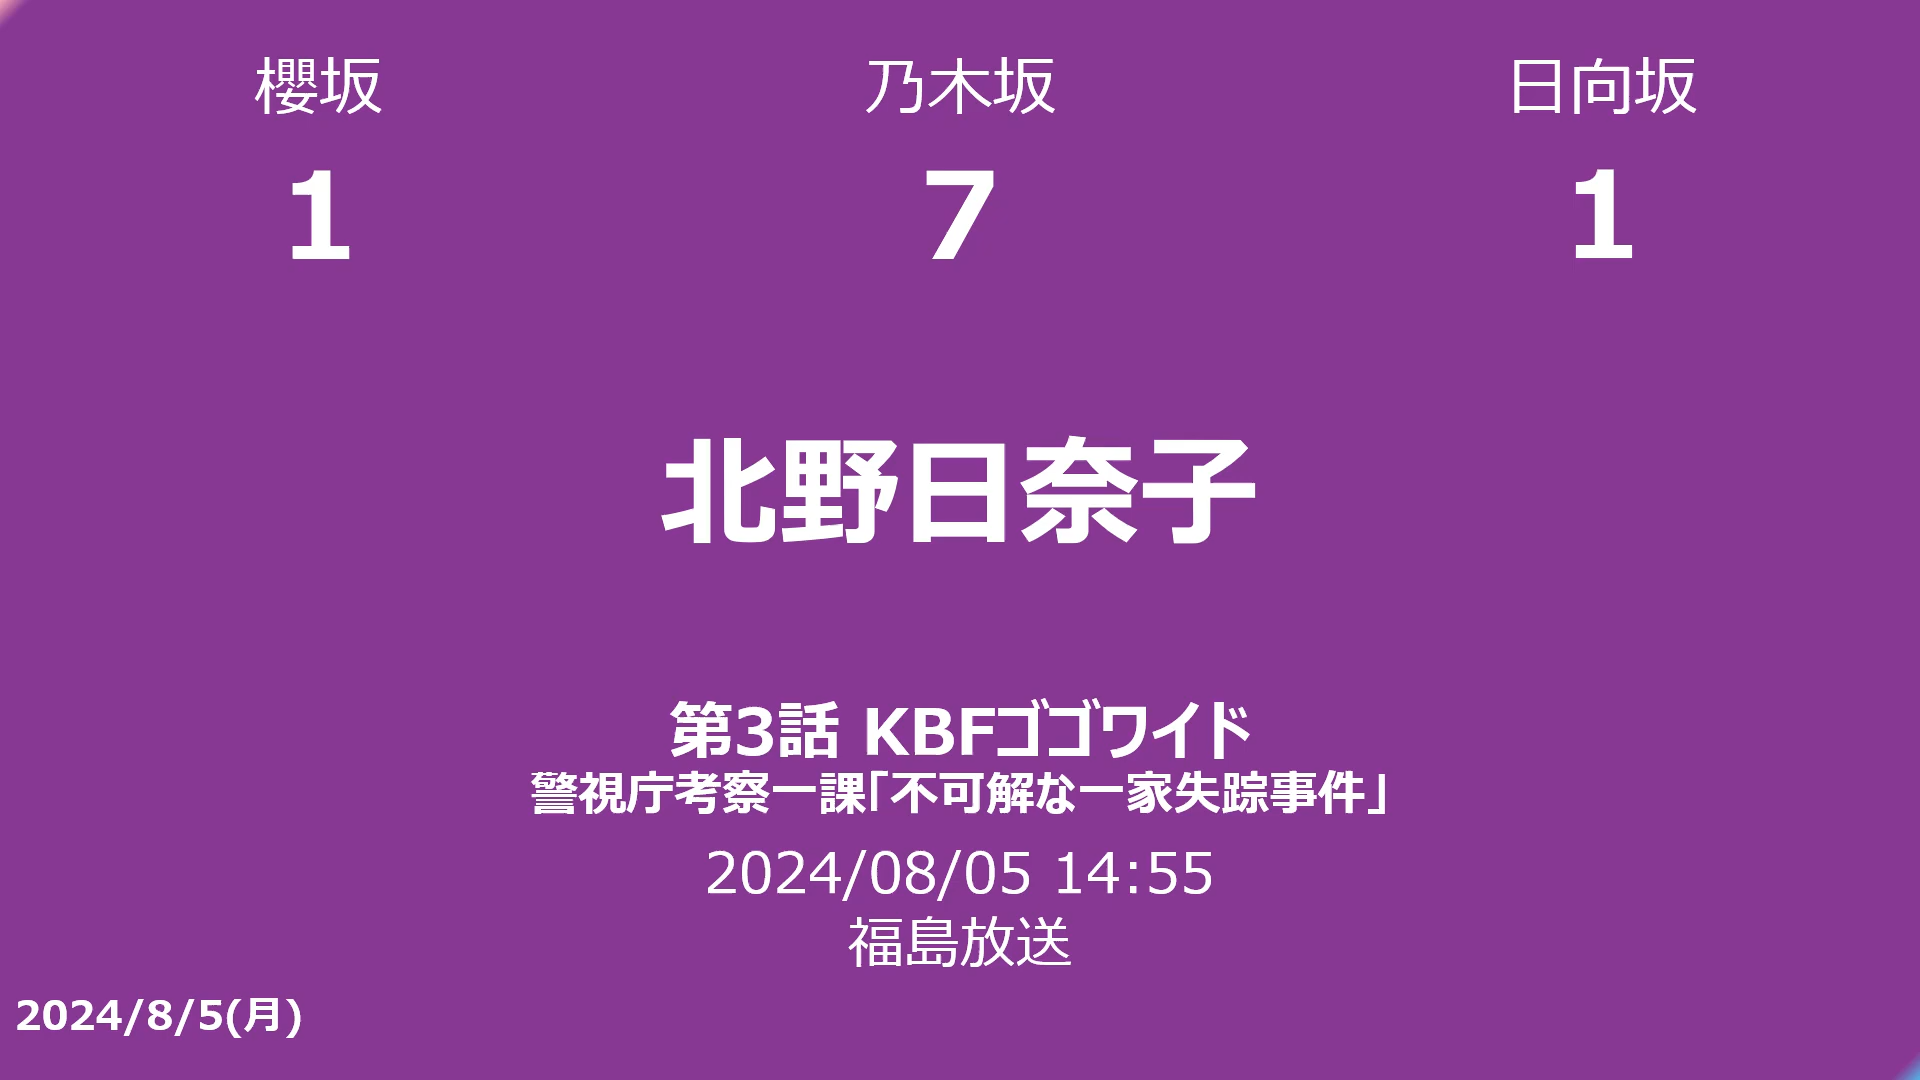 櫻坂 乃木坂 日向坂
1 7 1
北野日奈子
第3話 KBFゴゴワイド
警視庁考察一課「不可解な一家失踪事件」
2024/08/05 14:55
福島放送
2024/8/5(月)